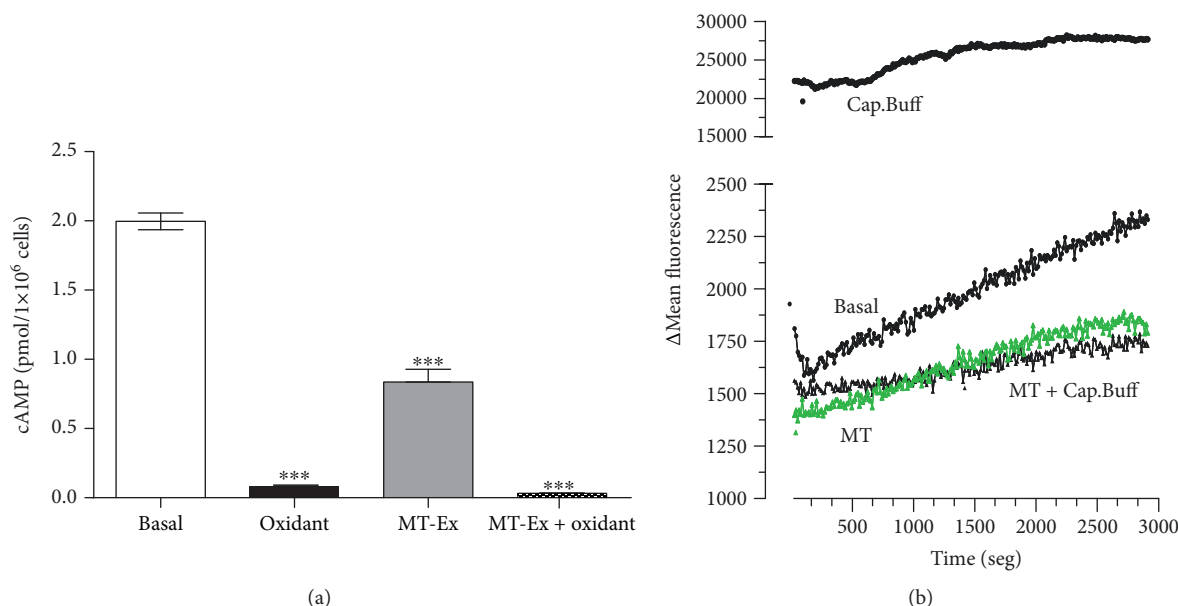 2.5
2.0
1.5
1.0
0.5
0.0
cAMP (pmol/1×10⁶ cells)
***
***
***
Basal
Oxidant
MT-Ex
MT-Ex + oxidant
(a)
30000
25000
20000
15000
Cap.Buff
2500
2250
2000
1750
1500
1250
1000
ΔMean fluorescence
Basal
MT + Cap.Buff
MT
500
1000
1500
2000
2500
3000
Time (seg)
(b)